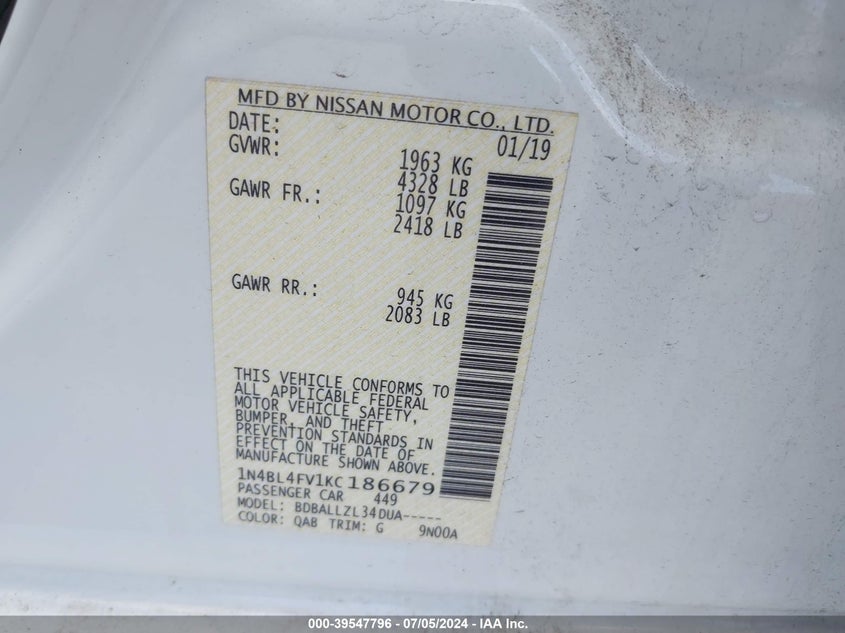 MFD BY NISSAN MOTOR CO., LTD.
DATE: 01/19
GVWR: 1963 KG
4328 LB
GAWR FR.: 1097 KG
2418 LB
GAWR RR.: 945 KG
2083 LB
THIS VEHICLE CONFORMS TO
ALL APPLICABLE FEDERAL
MOTOR VEHICLE SAFETY,
BUMPER, AND THEFT
PREVENTION STANDARDS IN
EFFECT ON THE DATE OF
MANUFACTURE SHOWN ABOVE.
1N4BL4FV1KC186679
PASSENGER CAR 449
MODEL: BDBALLZL34DUA-----
COLOR: QAB TRIM: G 9N00A
000-39547796 - 07/05/2024 - IAA Inc.